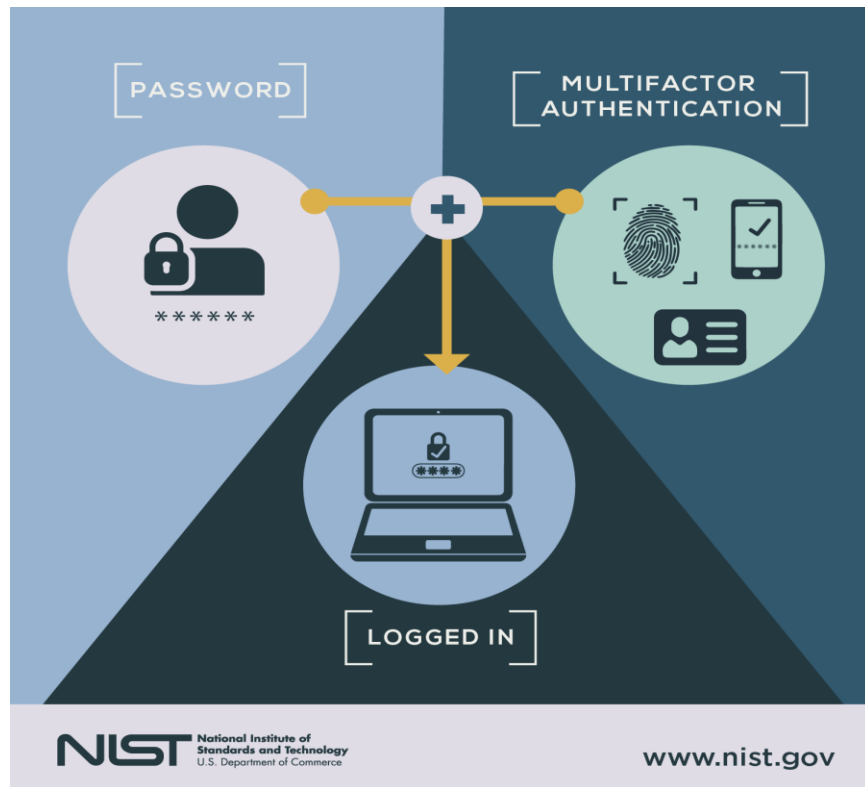 PASSWORD
MULTIFACTOR
AUTHENTICATION
******
****
LOGGED IN
NIST
National Institute of
Standards and Technology
U.S. Department of Commerce
www.nist.gov